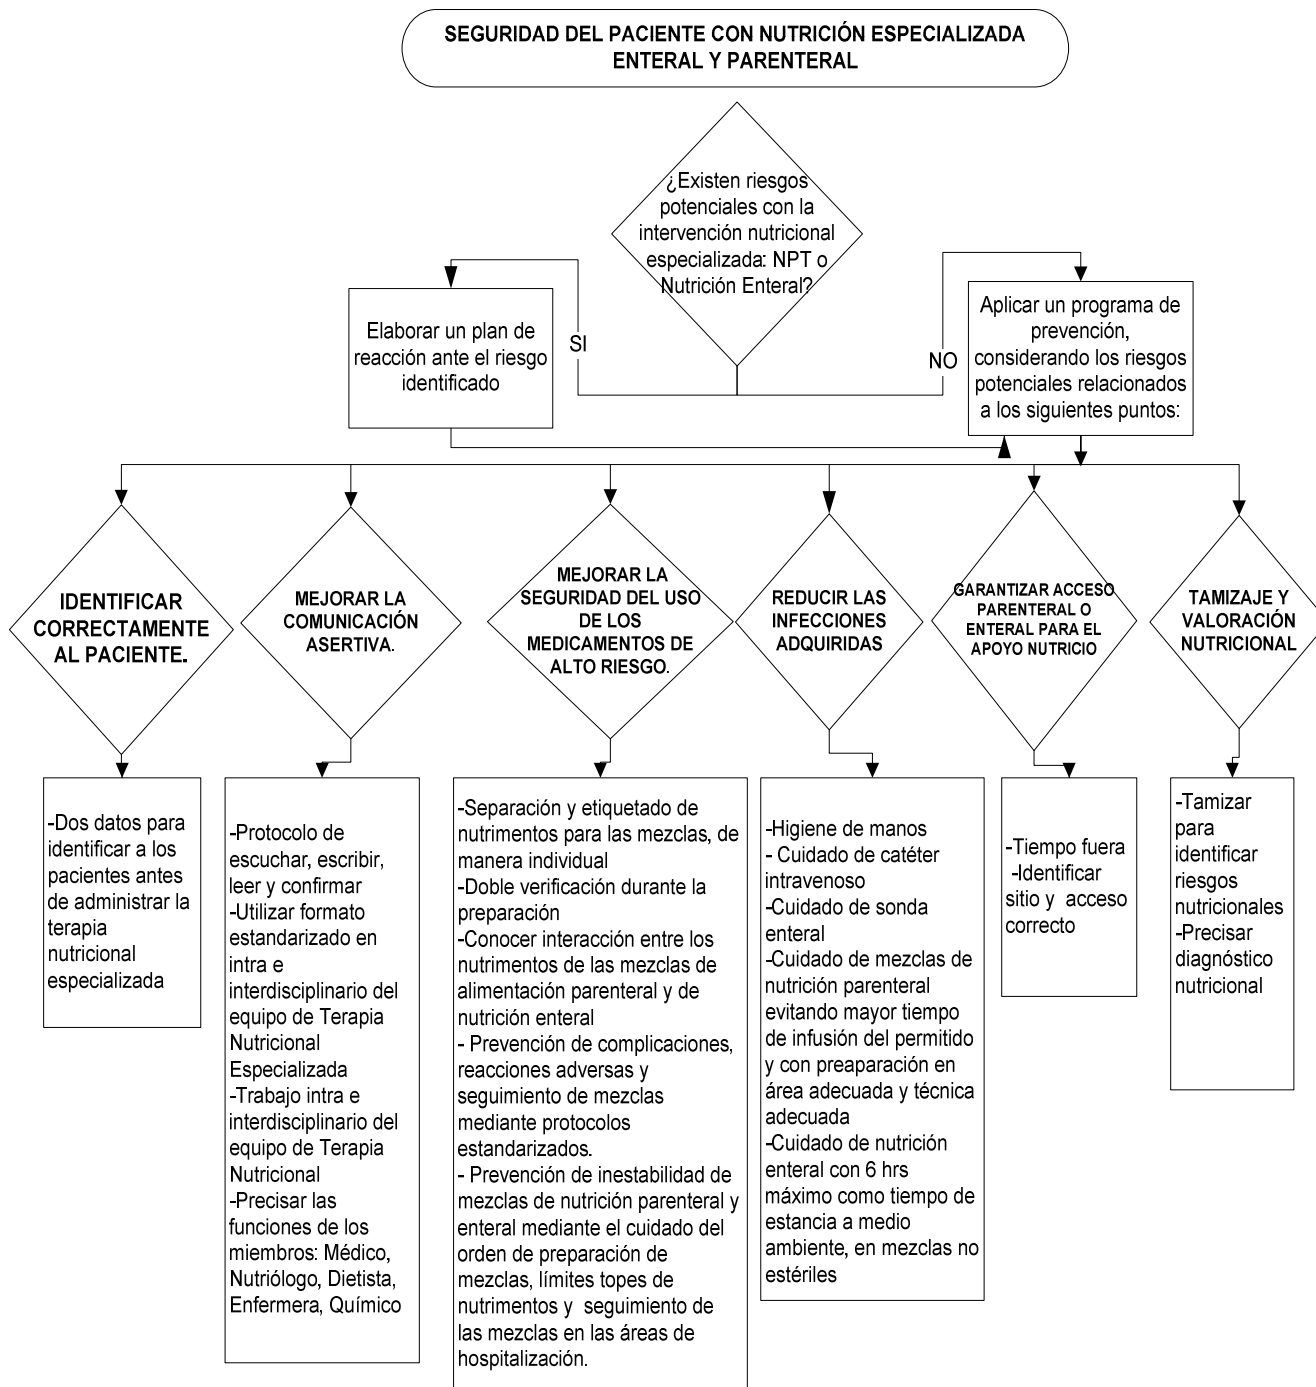 SEGURIDAD DEL PACIENTE CON NUTRICIÓN ESPECIALIZADA
ENTERAL Y PARENTERAL
¿Existen riesgos
potenciales con la
intervención nutricional
especializada: NPT o
Nutrición Enteral?
SI
NO
Elaborar un plan de
reacción ante el riesgo
identificado
Aplicar un programa de
prevención,
considerando los riesgos
potenciales relacionados
a los siguientes puntos:
IDENTIFICAR
CORRECTAMENTE
AL PACIENTE.
MEJORAR LA
COMUNICACIÓN
ASERTIVA.
MEJORAR LA
SEGURIDAD DEL USO
DE LOS
MEDICAMENTOS DE
ALTO RIESGO.
REDUCIR LAS
INFECCIONES
ADQUIRIDAS
GARANTIZAR ACCESO
PARENTERAL O
ENTERAL PARA EL
APOYO NUTRICIO
TAMIZAJE Y
VALORACIÓN
NUTRICIONAL
-Dos datos para
identificar a los
pacientes antes
de administrar la
terapia
nutricional
especializada
-Protocolo de
escuchar, escribir,
leer y confirmar
-Utilizar formato
estandarizado en
intra e
interdisciplinario del
equipo de Terapia
Nutricional
Especializada
-Trabajo intra e
interdisciplinario del
equipo de Terapia
Nutricional
-Precisar las
funciones de los
miembros: Médico,
Nutriólogo, Dietista,
Enfermera, Químico
-Separación y etiquetado de
nutrimentos para las mezclas, de
manera individual
-Doble verificación durante la
preparación
-Conocer interacción entre los
nutrimentos de las mezclas de
alimentación parenteral y de
nutrición enteral
- Prevención de complicaciones,
reacciones adversas y
seguimiento de mezclas
mediante protocolos
estandarizados.
- Prevención de inestabilidad de
mezclas de nutrición parenteral y
enteral mediante el cuidado del
orden de preparación de
mezclas, límites topes de
nutrimentos y seguimiento de
las mezclas en las áreas de
hospitalización.
-Higiene de manos
- Cuidado de catéter
intravenoso
-Cuidado de sonda
enteral
-Cuidado de mezclas de
nutrición parenteral
evitando mayor tiempo
de infusión del permitido
y con preaparación en
área adecuada y técnica
adecuada
-Cuidado de nutrición
enteral con 6 hrs
máximo como tiempo de
estancia a medio
ambiente, en mezclas no
estériles
-Tiempo fuera
-Identificar
sitio y acceso
correcto
-Tamizar
para
identificar
riesgos
nutricionales
-Precisar
diagnóstico
nutricional